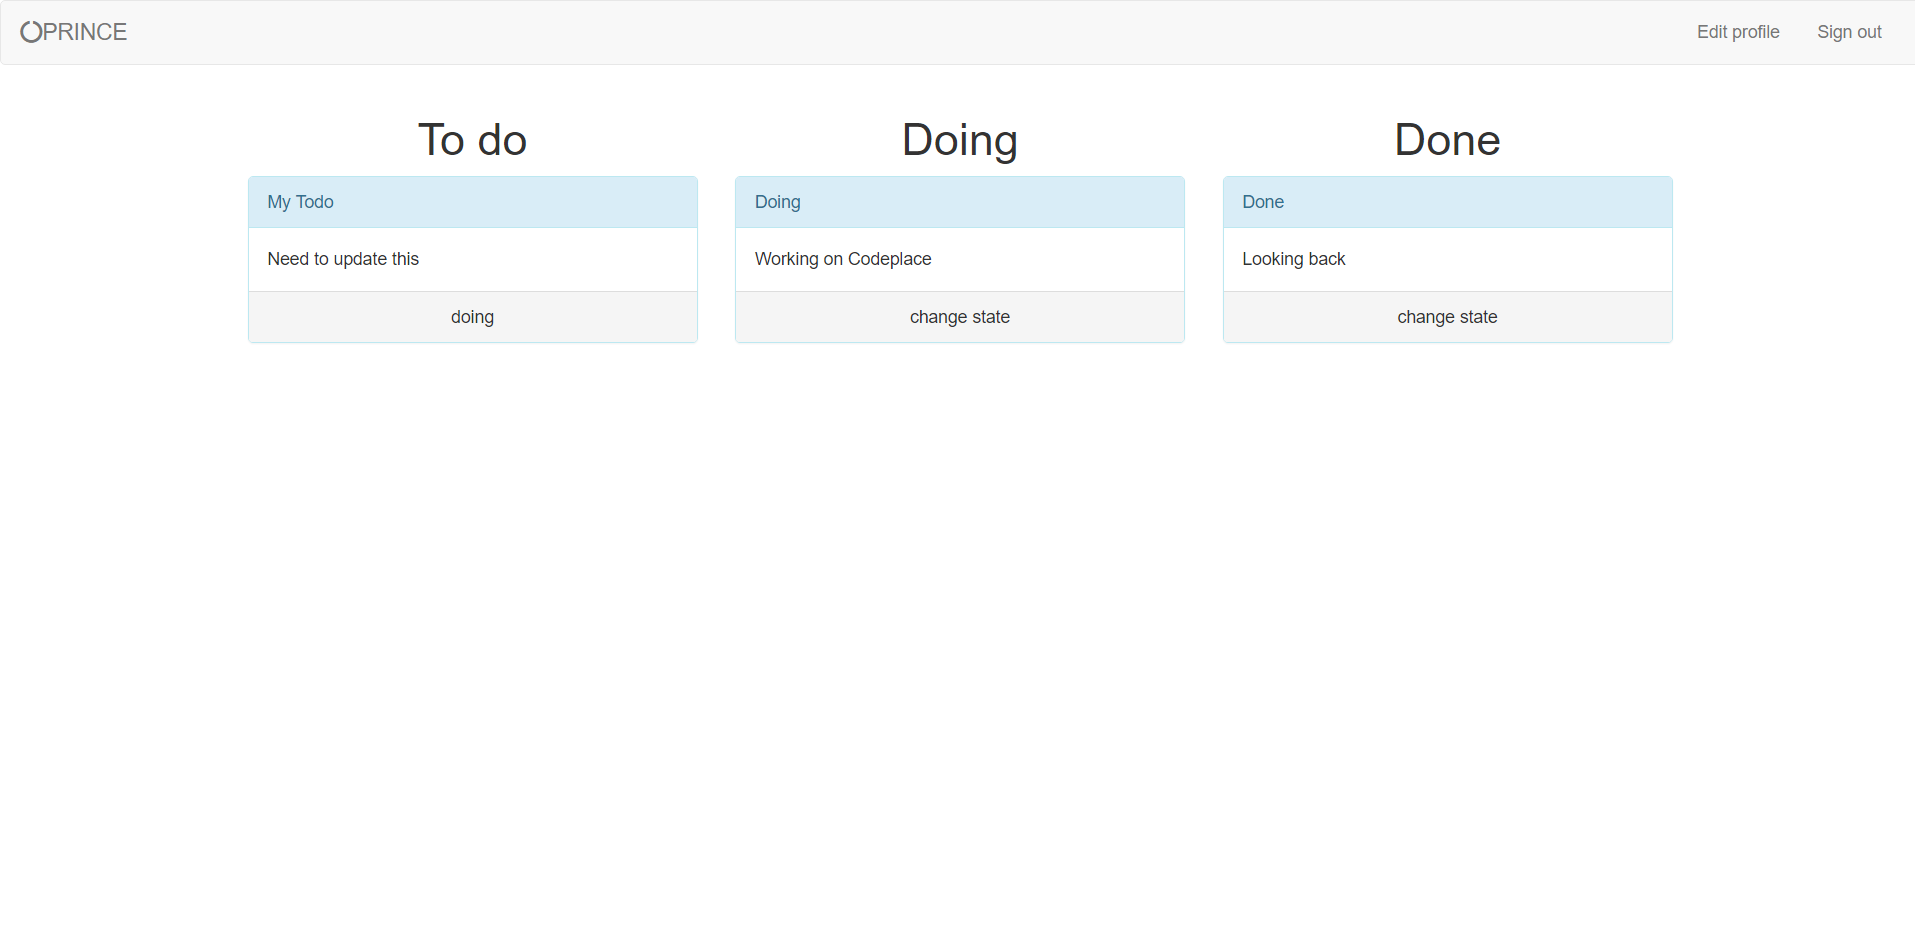 PRINCE
Edit profile
Sign out
To do
Doing
Done
My Todo
Need to update this
doing
Doing
Working on Codeplace
change state
Done
Looking back
change state